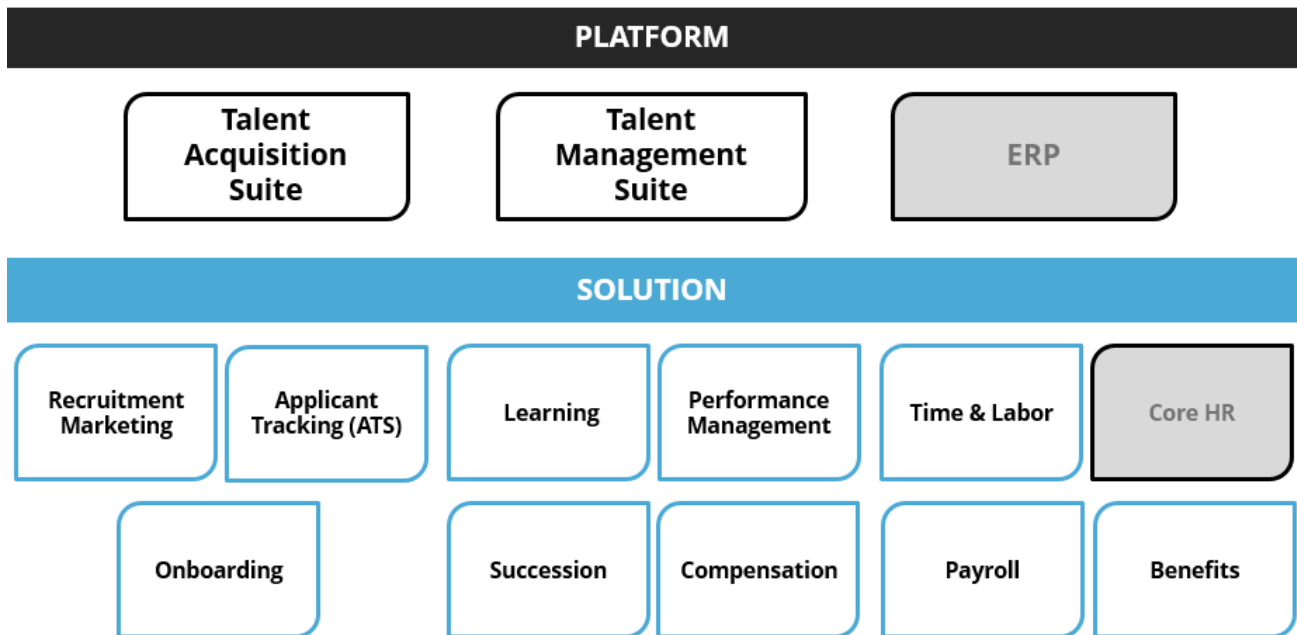 PLATFORM
Talent
Acquisition
Suite
Talent
Management
Suite
ERP
SOLUTION
Recruitment
Marketing
Applicant
Tracking (ATS)
Learning
Performance
Management
Time & Labor
Core HR
Onboarding
Succession
Compensation
Payroll
Benefits